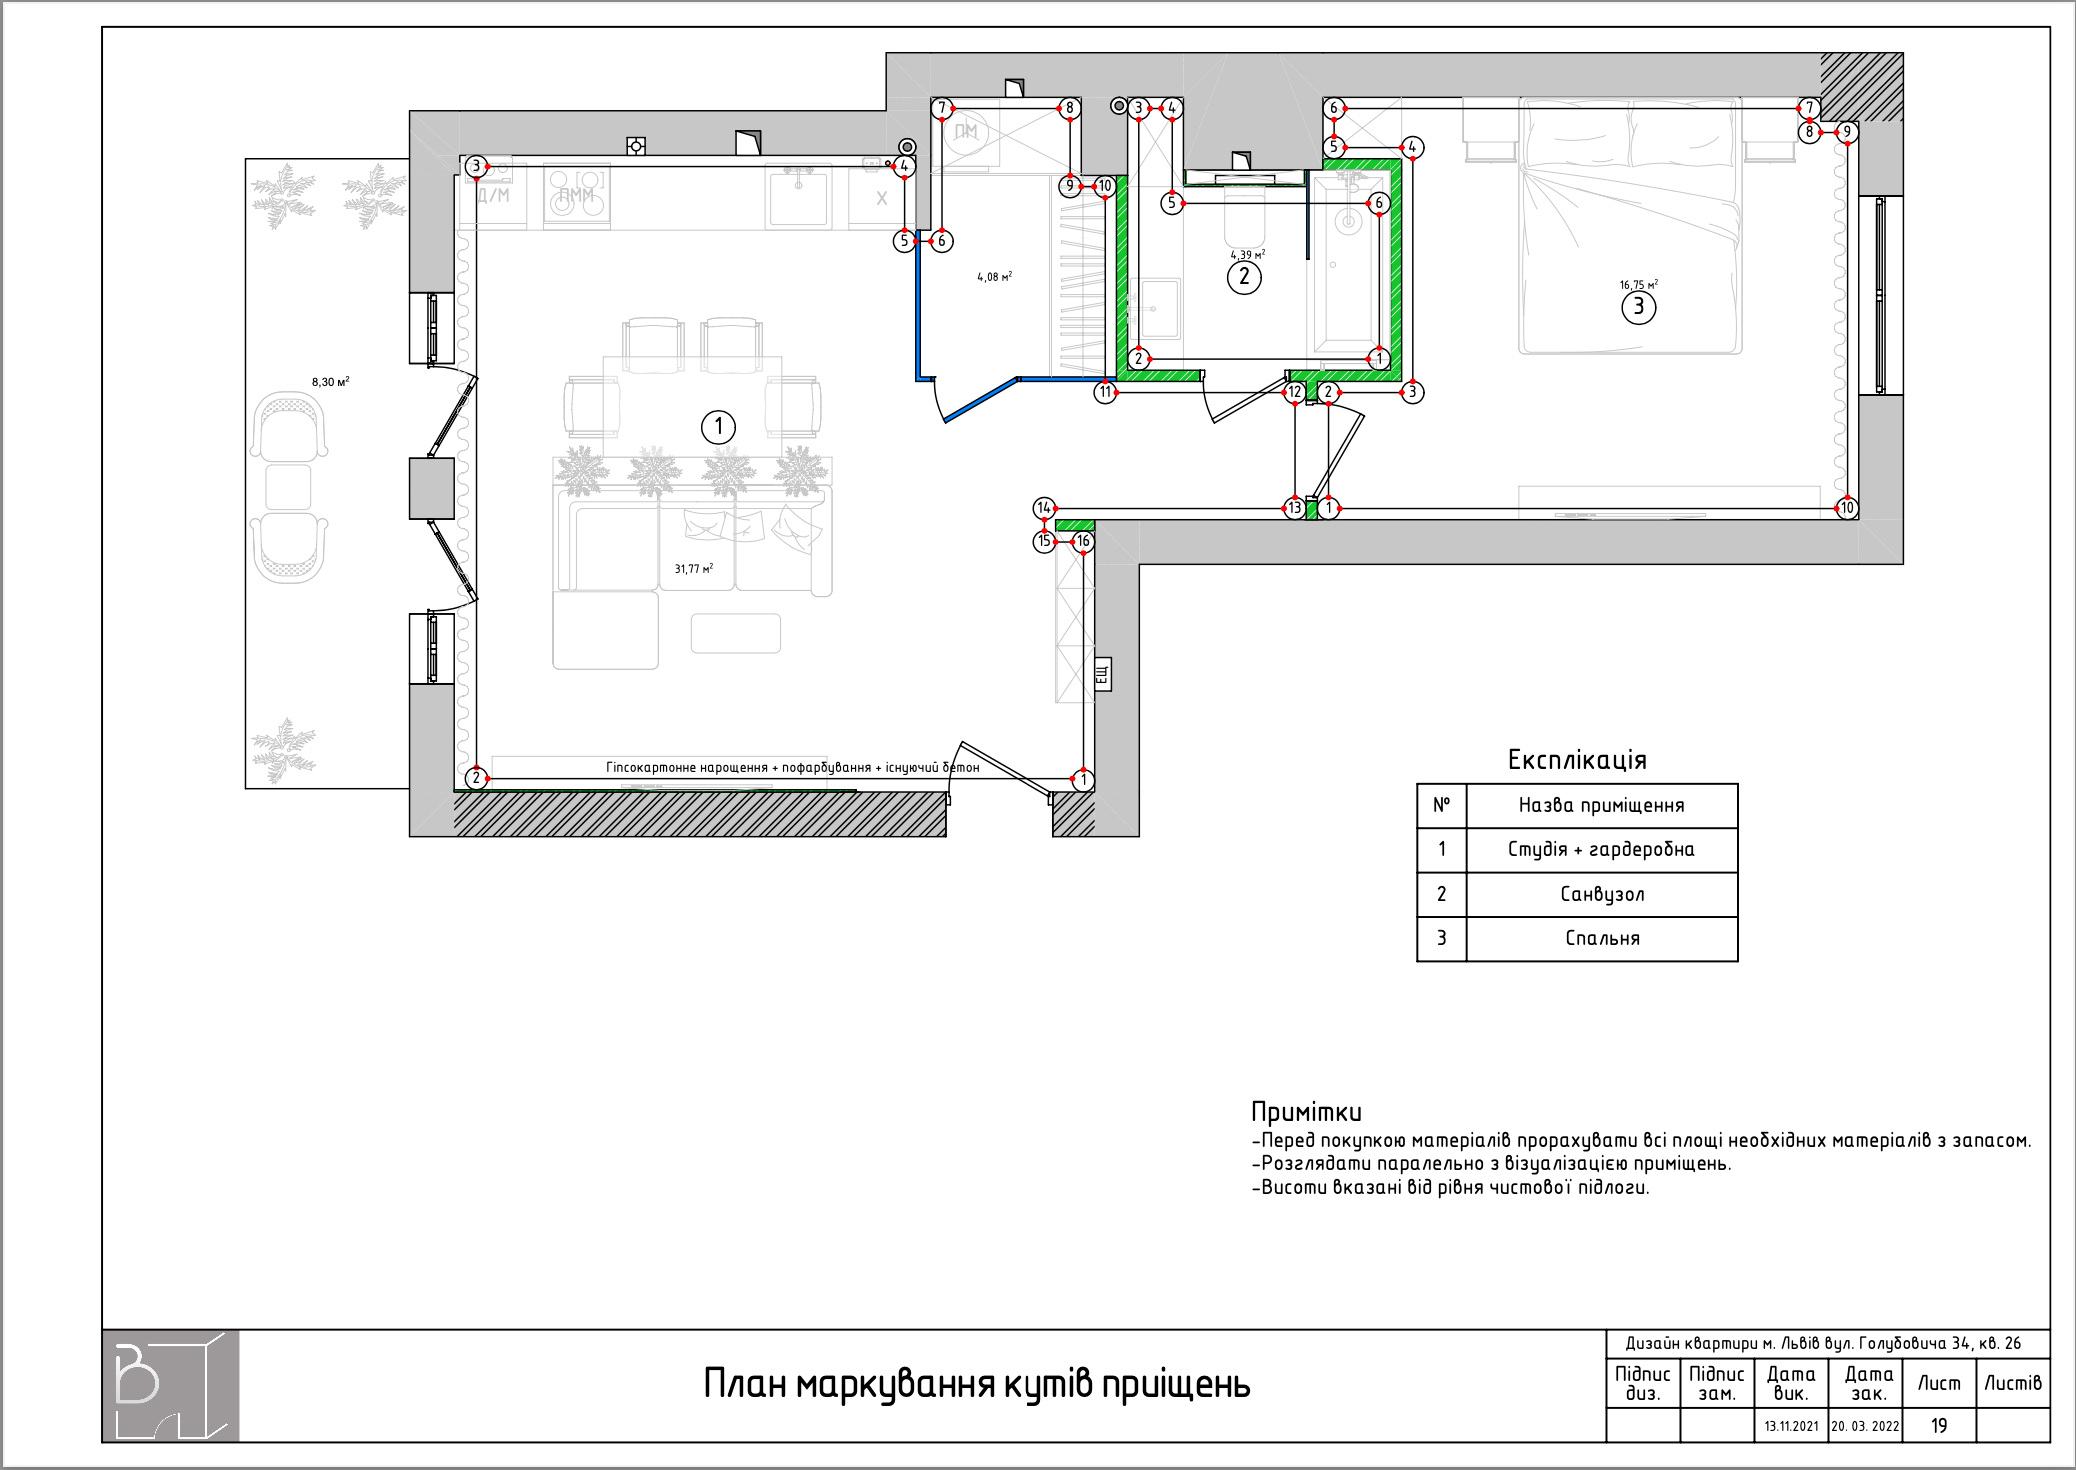 7
8
3
4
6
7
ПМ
8
9
5
4
3
4
Д/М
ПММ
Х
9
10
5
6
5
6
4,39 м²
2
4,08 м²
16,75 м²
3
2
1
8,30 м²
11
12
2
3
1
14
13
1
10
15
16
31,77 м²
ЕЩ
Гіпсокартонне нарощення + пофарбування + існуючий бетон
2
1
Експлікація
№ Назва приміщення
1 Студія + гардеробна
2 Санвузол
3 Спальня
Примітки
-Перед покупкою матеріалів прорахувати всі площі необхідних матеріалів з запасом.
-Розглядати паралельно з візуалізацією приміщень.
-Висоти вказані від рівня чистової підлоги.
В
План маркування кутів приіщень
Дизайн квартири м. Львів вул. Голубовича 34, кв. 26
Підпис диз. Підпис зам. Дата вик. Дата зак. Лист Листів
13.11.2021 20. 03. 2022 19